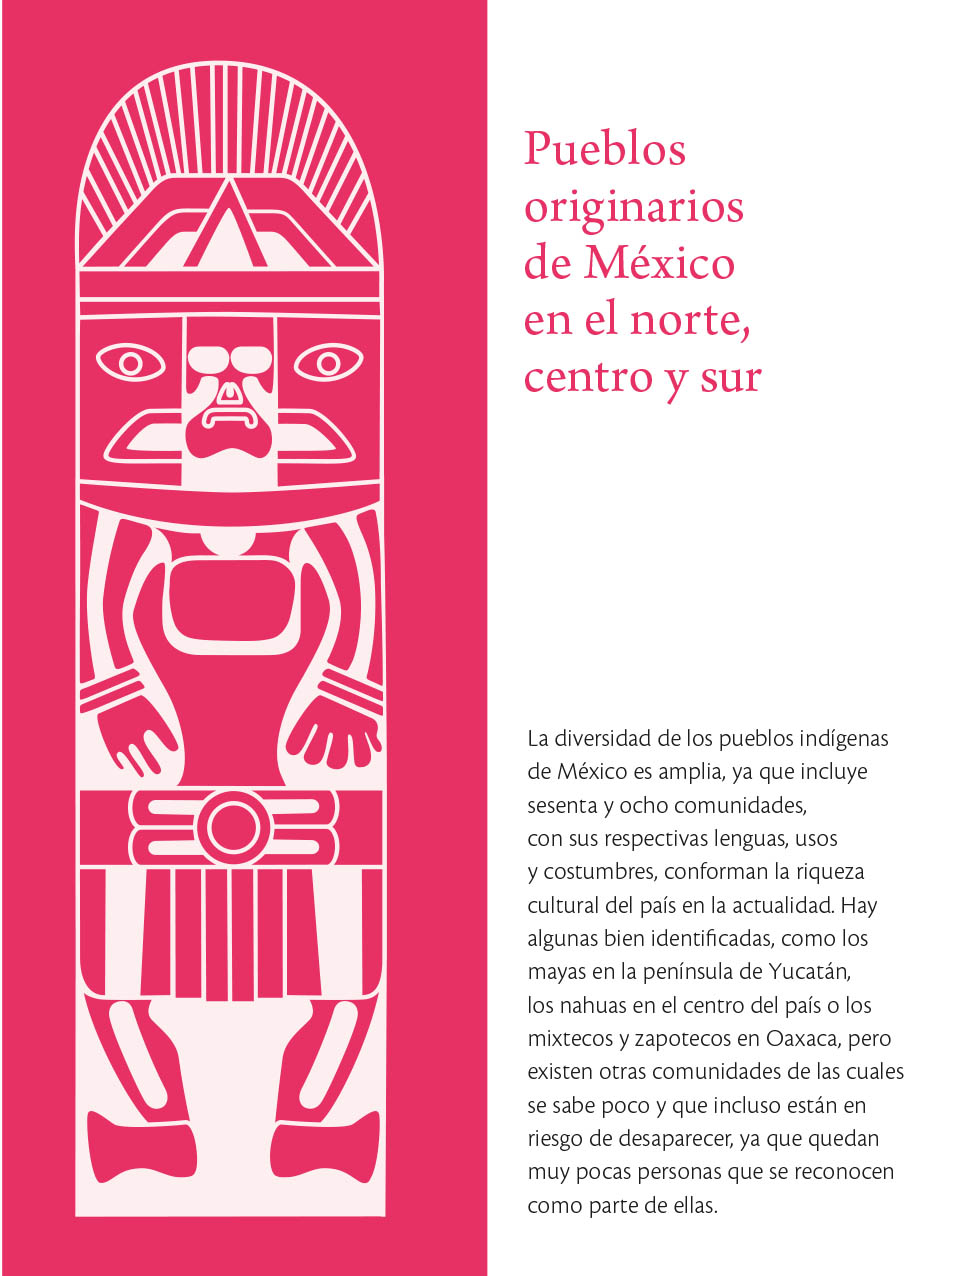 Pueblos
originarios
de México
en el norte,
centro y sur
La diversidad de los pueblos indígenas
de México es amplia, ya que incluye
sesenta y ocho comunidades,
con sus respectivas lenguas, usos
y costumbres, conforman la riqueza
cultural del país en la actualidad. Hay
algunas bien identificadas, como los
mayas en la península de Yucatán,
los nahuas en el centro del país o los
mixtecos y zapotecos en Oaxaca, pero
existen otras comunidades de las cuales
se sabe poco y que incluso están en
riesgo de desaparecer, ya que quedan
muy pocas personas que se reconocen
como parte de ellas.